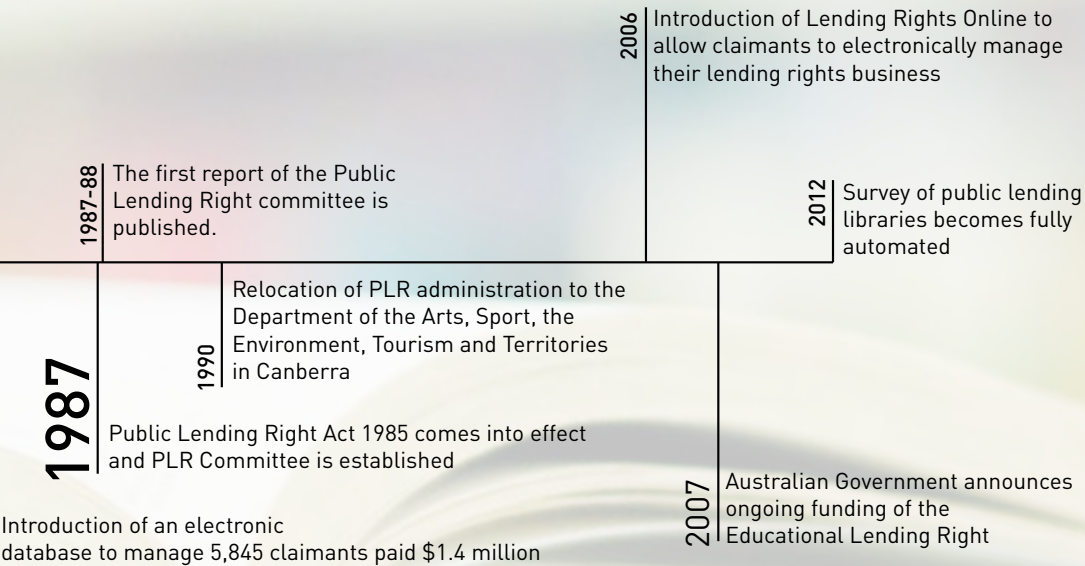 2006
Introduction of Lending Rights Online to
allow claimants to electronically manage
their lending rights business
1987-88
The first report of the Public
Lending Right committee is
published.
2012
Survey of public lending
libraries becomes fully
automated
Relocation of PLR administration to the
Department of the Arts, Sport, the
Environment, Tourism and Territories
in Canberra
1990
1987
Public Lending Right Act 1985 comes into effect
and PLR Committee is established
2007
Australian Government announces
ongoing funding of the
Educational Lending Right
Introduction of an electronic
database to manage 5,845 claimants paid $1.4 million